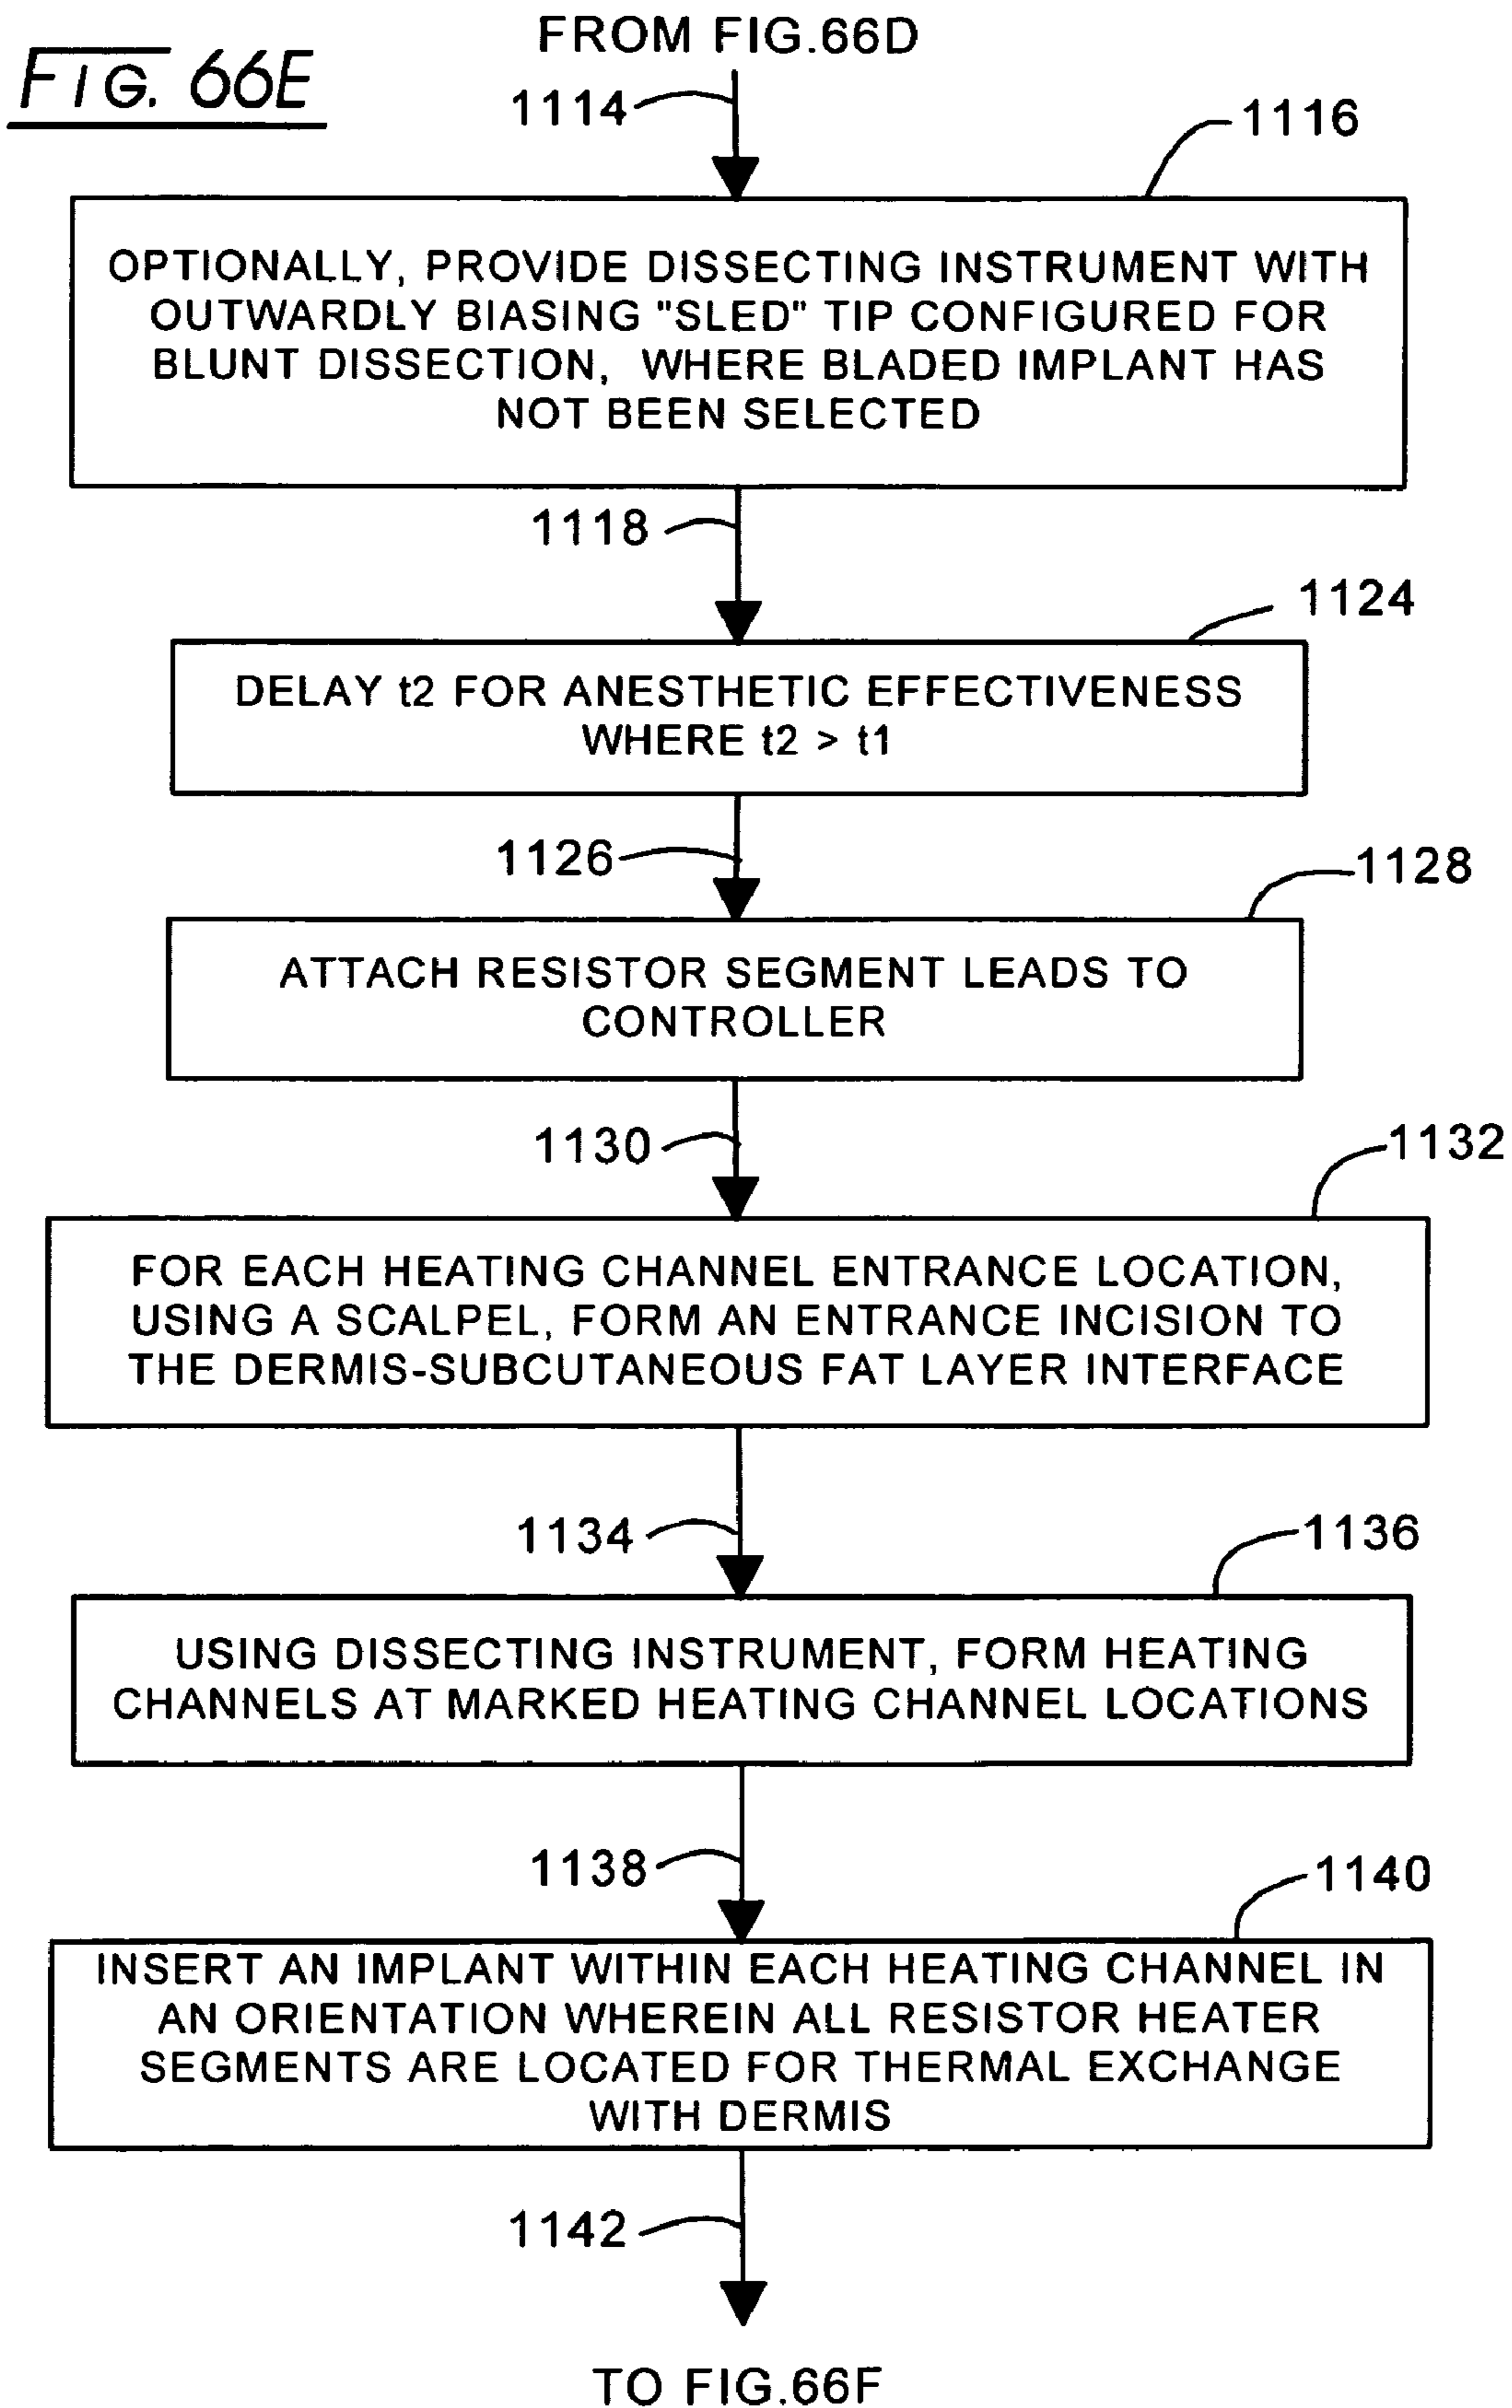 FROM FIG.66D
FIG. 66E
1114
1116
OPTIONALLY, PROVIDE DISSECTING INSTRUMENT WITH
OUTWARDLY BIASING "SLED" TIP CONFIGURED FOR
BLUNT DISSECTION, WHERE BLADED IMPLANT HAS
NOT BEEN SELECTED
1118
1124
DELAY t2 FOR ANESTHETIC EFFECTIVENESS
WHERE t2 > t1
1126
1128
ATTACH RESISTOR SEGMENT LEADS TO
CONTROLLER
1130
1132
FOR EACH HEATING CHANNEL ENTRANCE LOCATION,
USING A SCALPEL, FORM AN ENTRANCE INCISION TO
THE DERMIS-SUBCUTANEOUS FAT LAYER INTERFACE
1134
1136
USING DISSECTING INSTRUMENT, FORM HEATING
CHANNELS AT MARKED HEATING CHANNEL LOCATIONS
1138
1140
INSERT AN IMPLANT WITHIN EACH HEATING CHANNEL IN
AN ORIENTATION WHEREIN ALL RESISTOR HEATER
SEGMENTS ARE LOCATED FOR THERMAL EXCHANGE
WITH DERMIS
1142
TO FIG.66F